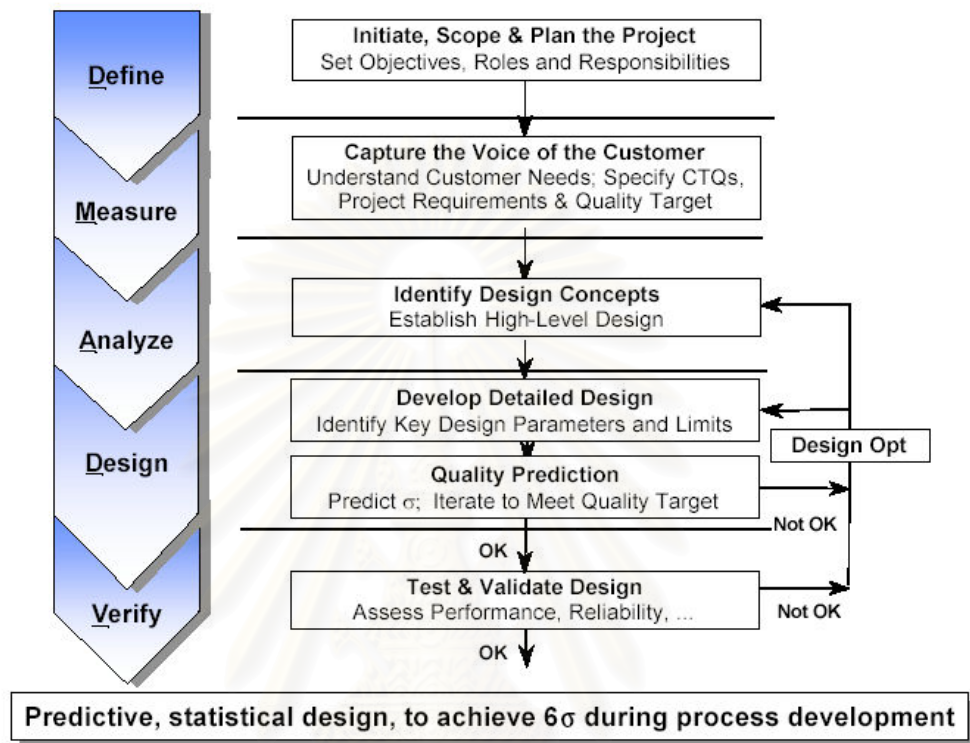 Define
Initiate, Scope & Plan the Project
Set Objectives, Roles and Responsibilities
Measure
Capture the Voice of the Customer
Understand Customer Needs; Specify CTQs,
Project Requirements & Quality Target
Analyze
Identify Design Concepts
Establish High-Level Design
Design
Develop Detailed Design
Identify Key Design Parameters and Limits
Design Opt
Quality Prediction
Predict σ; Iterate to Meet Quality Target
Not OK
OK
Verify
Test & Validate Design
Assess Performance, Reliability, ...
Not OK
OK
Predictive, statistical design, to achieve 6σ during process development